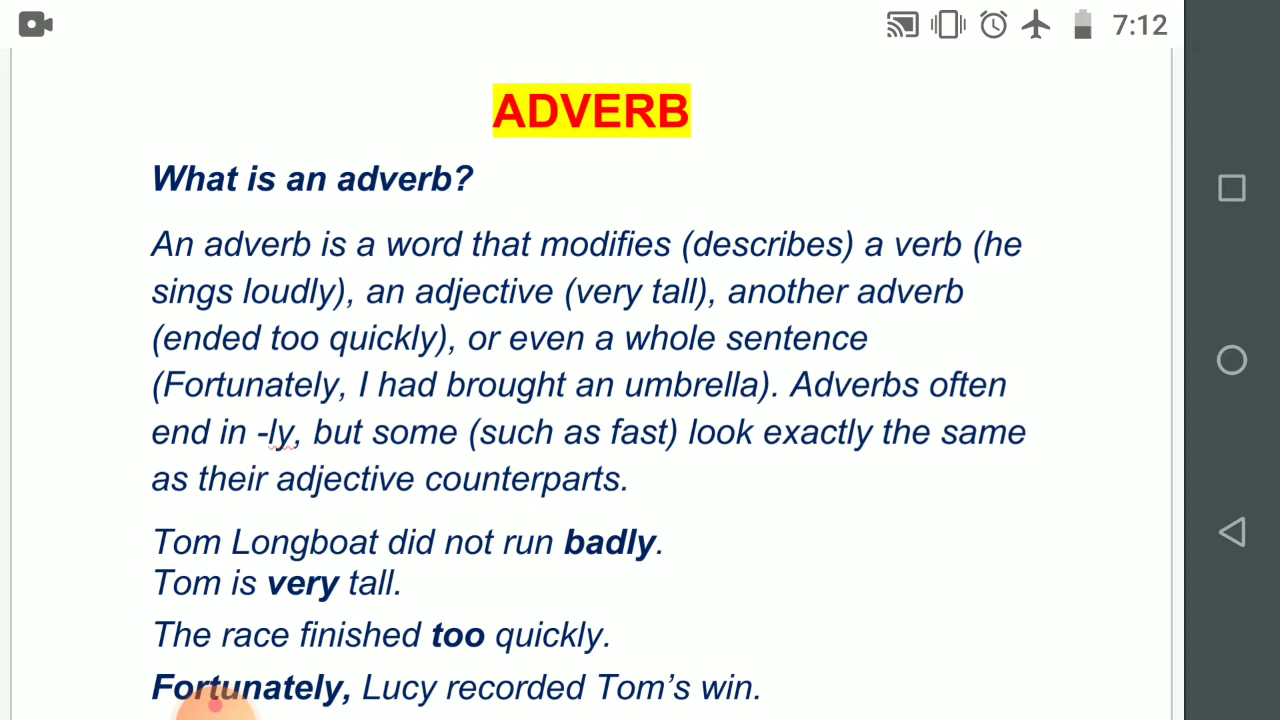 7:12
ADVERB
What is an adverb?
An adverb is a word that modifies (describes) a verb (he
sings loudly), an adjective (very tall), another adverb
(ended too quickly), or even a whole sentence
(Fortunately, I had brought an umbrella). Adverbs often
end in -ly, but some (such as fast) look exactly the same
as their adjective counterparts.
Tom Longboat did not run badly.
Tom is very tall.
The race finished too quickly.
Fortunately, Lucy recorded Tom’s win.